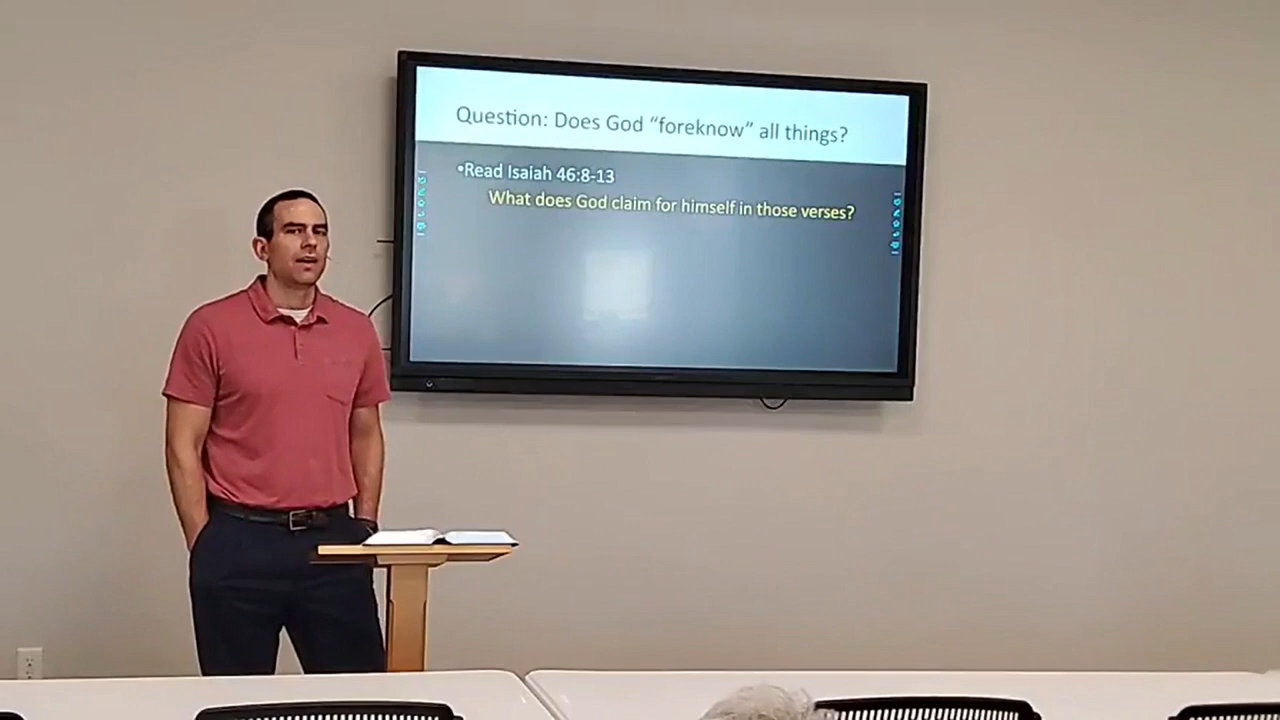 Question: Does God “foreknow” all things?
•Read Isaiah 46:8-13
What does God claim for himself in those verses?